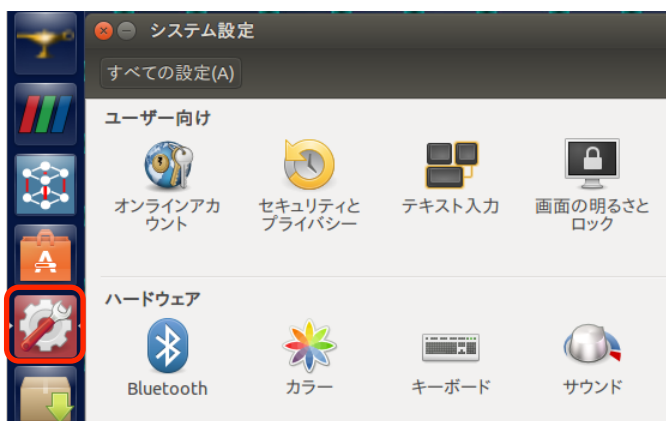 システム設定
すべての設定(A)
ユーザー向け
オンラインアカ
ウント
セキュリティと
プライバシー
テキスト入力
画面の明るさと
ロック
ハードウェア
Bluetooth
カラー
キーボード
サウンド